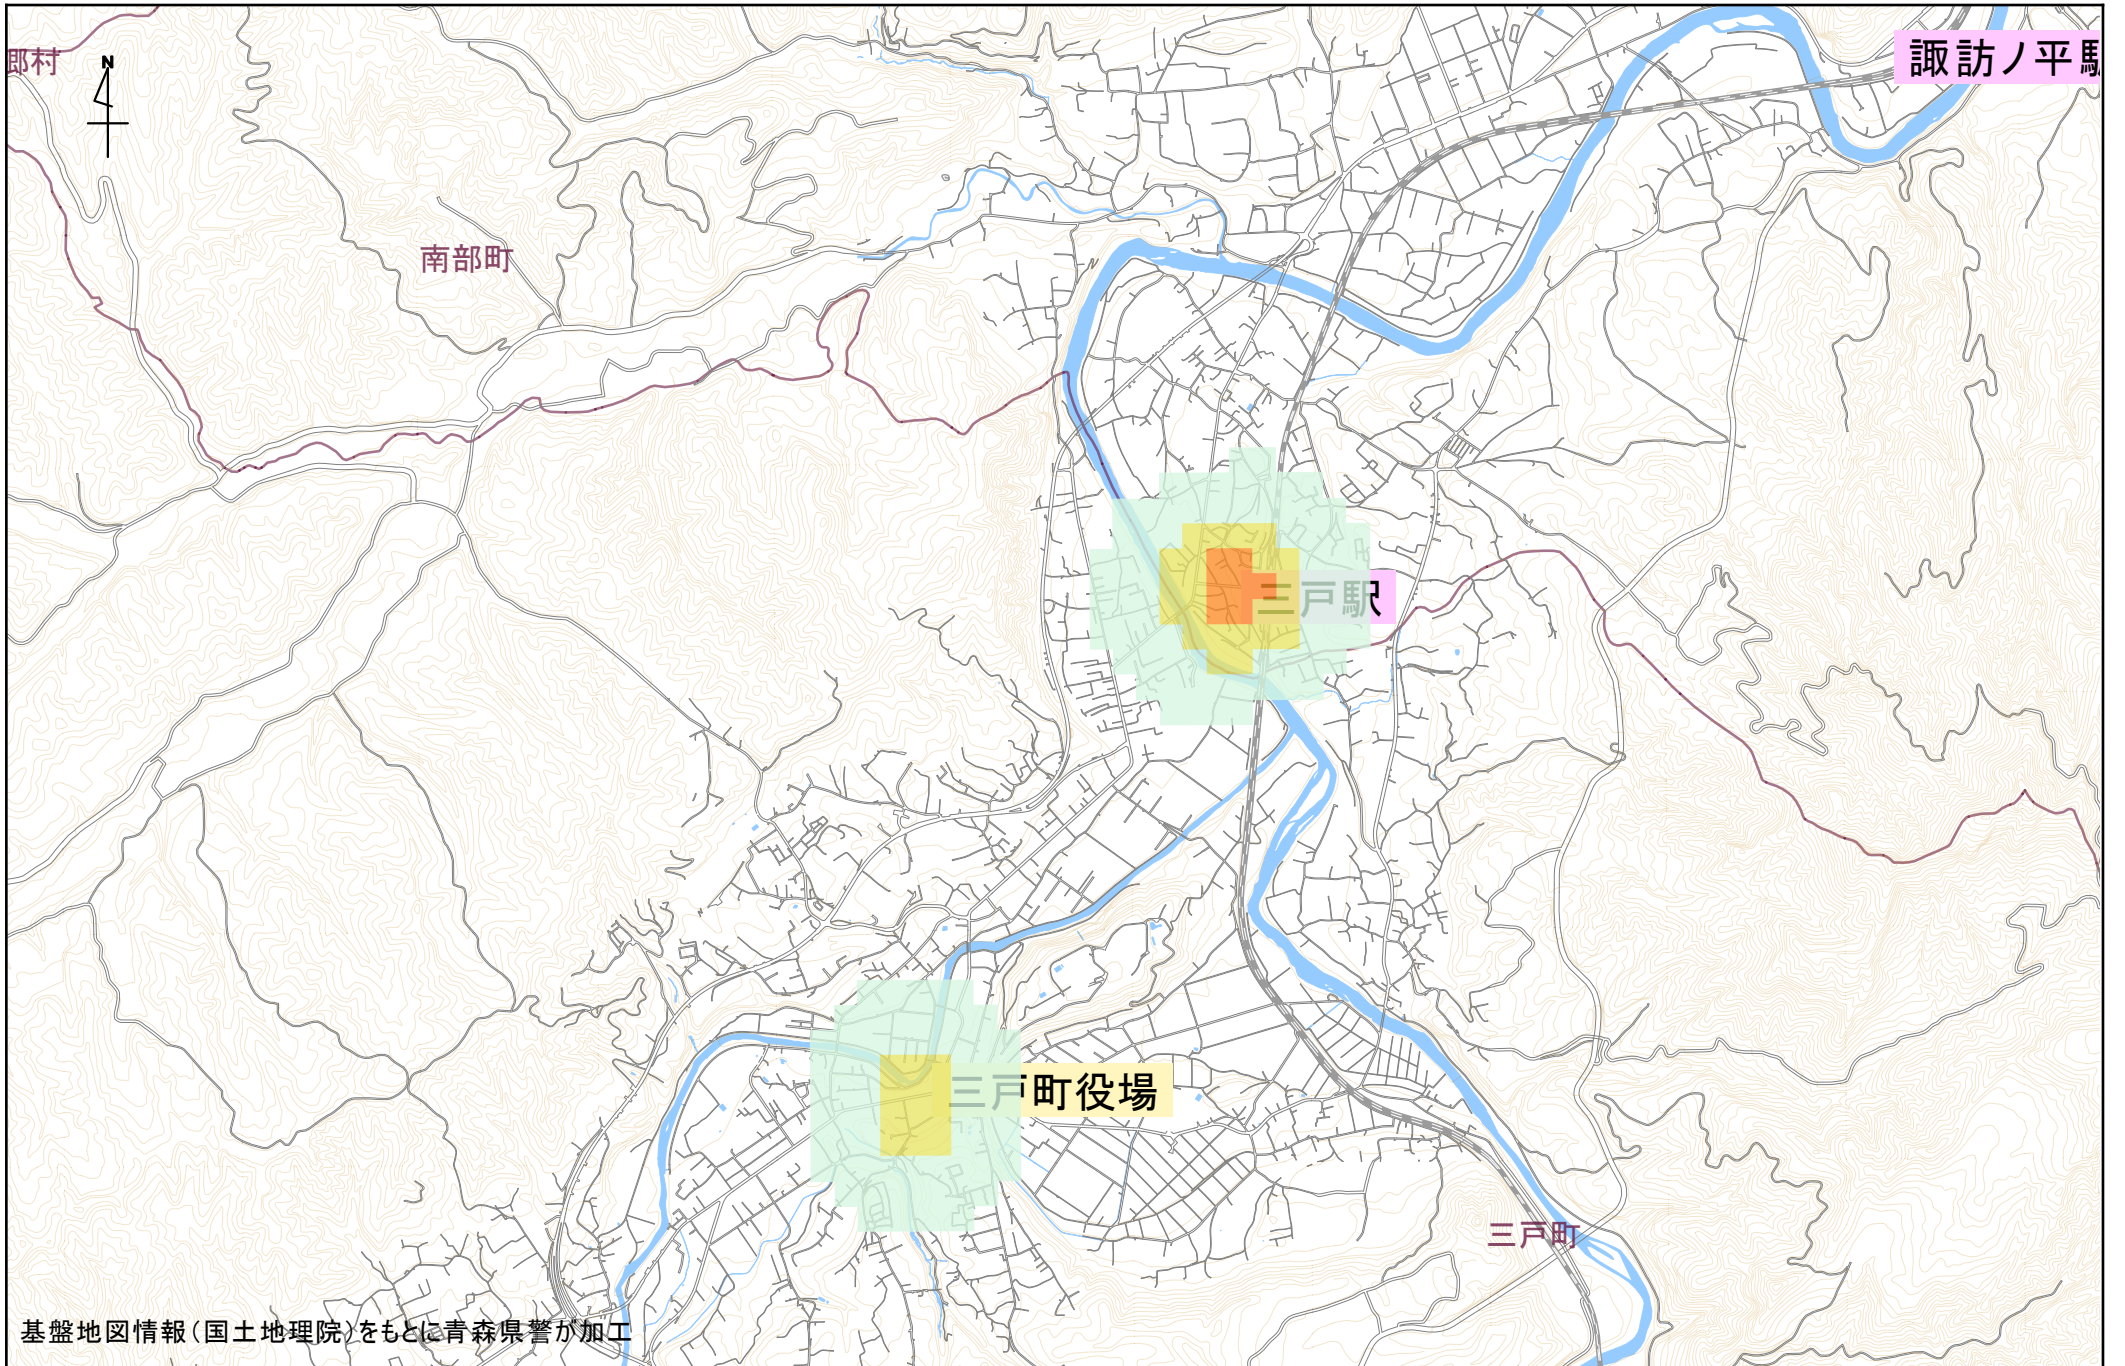 諏訪ノ平駅
郷村
N
南部町
三戸駅
三戸町役場
三戸町
基盤地図情報(国土地理院)をもとに青森県警が加工